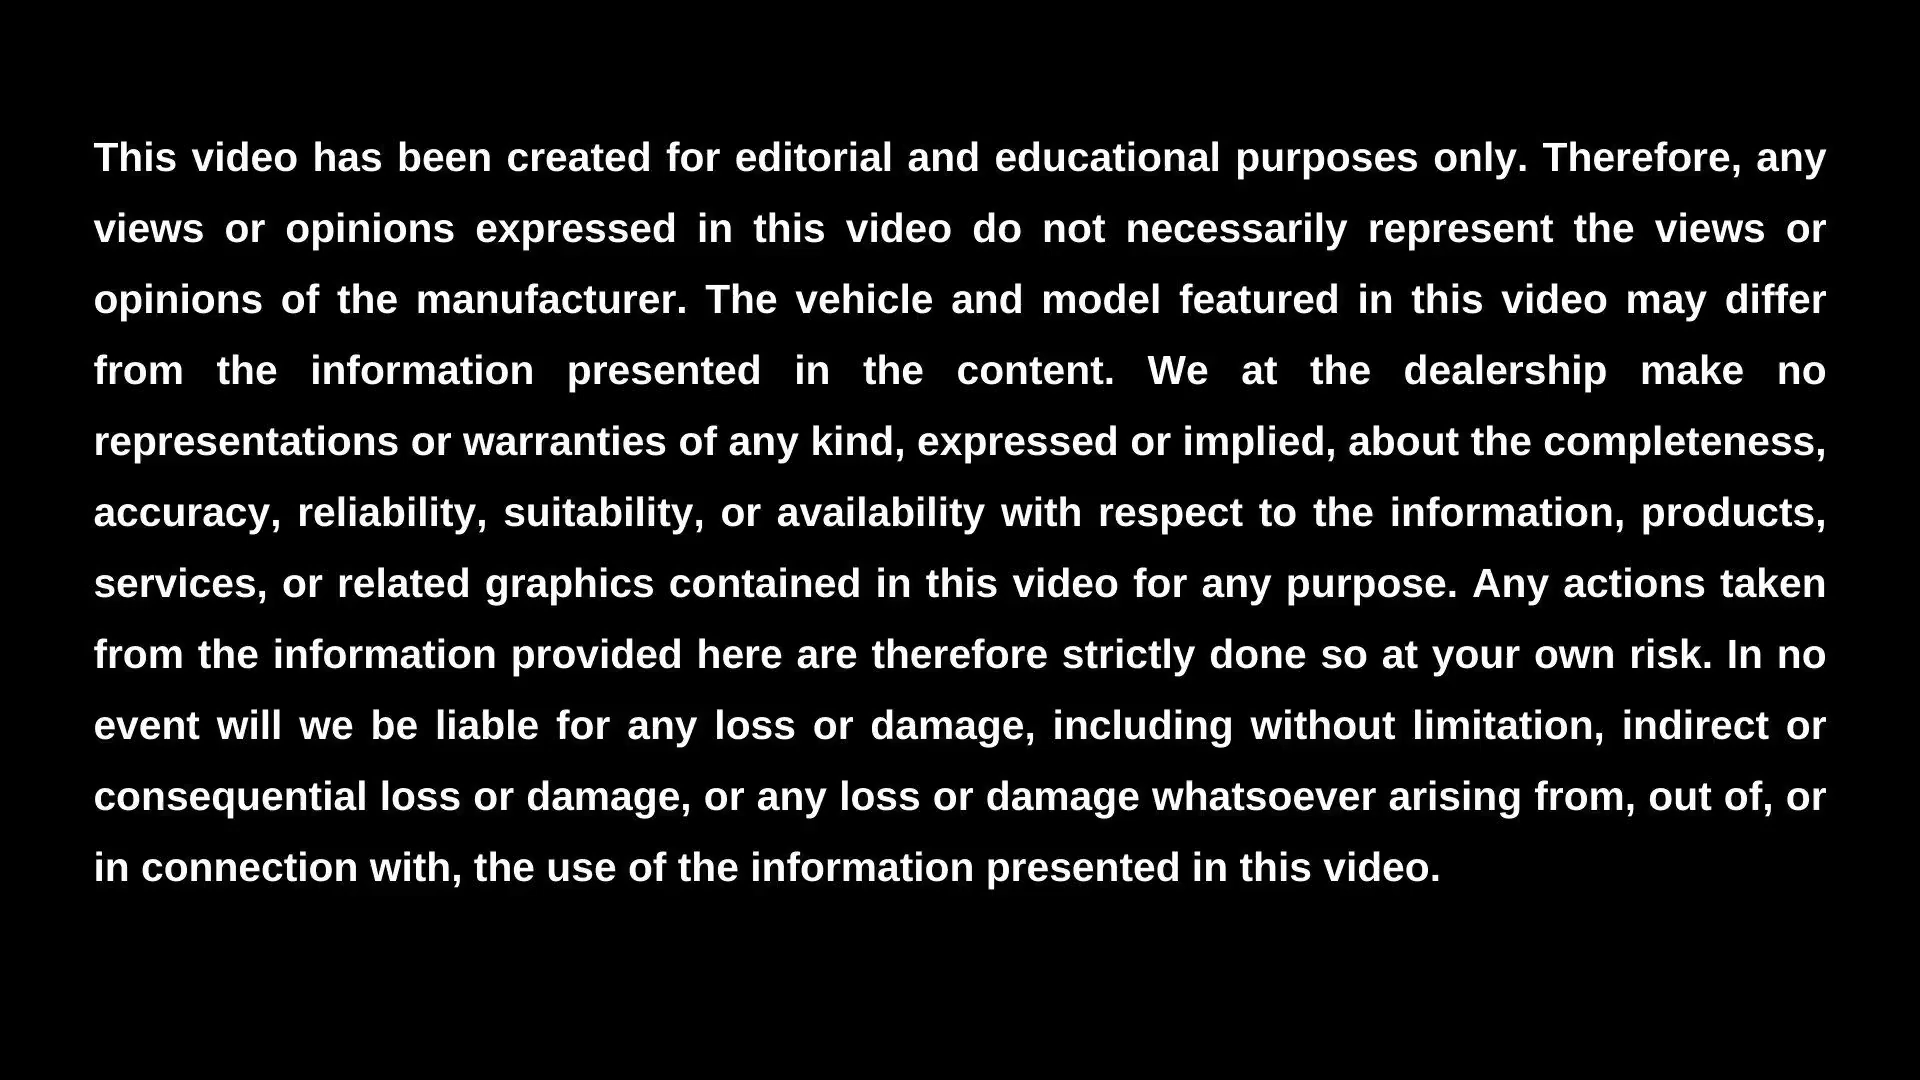 This video has been created for editorial and educational purposes only. Therefore, any
views or opinions expressed in this video do not necessarily represent the views or
opinions of the manufacturer. The vehicle and model featured in this video may differ
from the information presented in the content. We at the dealership make no
representations or warranties of any kind, expressed or implied, about the completeness,
accuracy, reliability, suitability, or availability with respect to the information, products,
services, or related graphics contained in this video for any purpose. Any actions taken
from the information provided here are therefore strictly done so at your own risk. In no
event will we be liable for any loss or damage, including without limitation, indirect or
consequential loss or damage, or any loss or damage whatsoever arising from, out of, or
in connection with, the use of the information presented in this video.